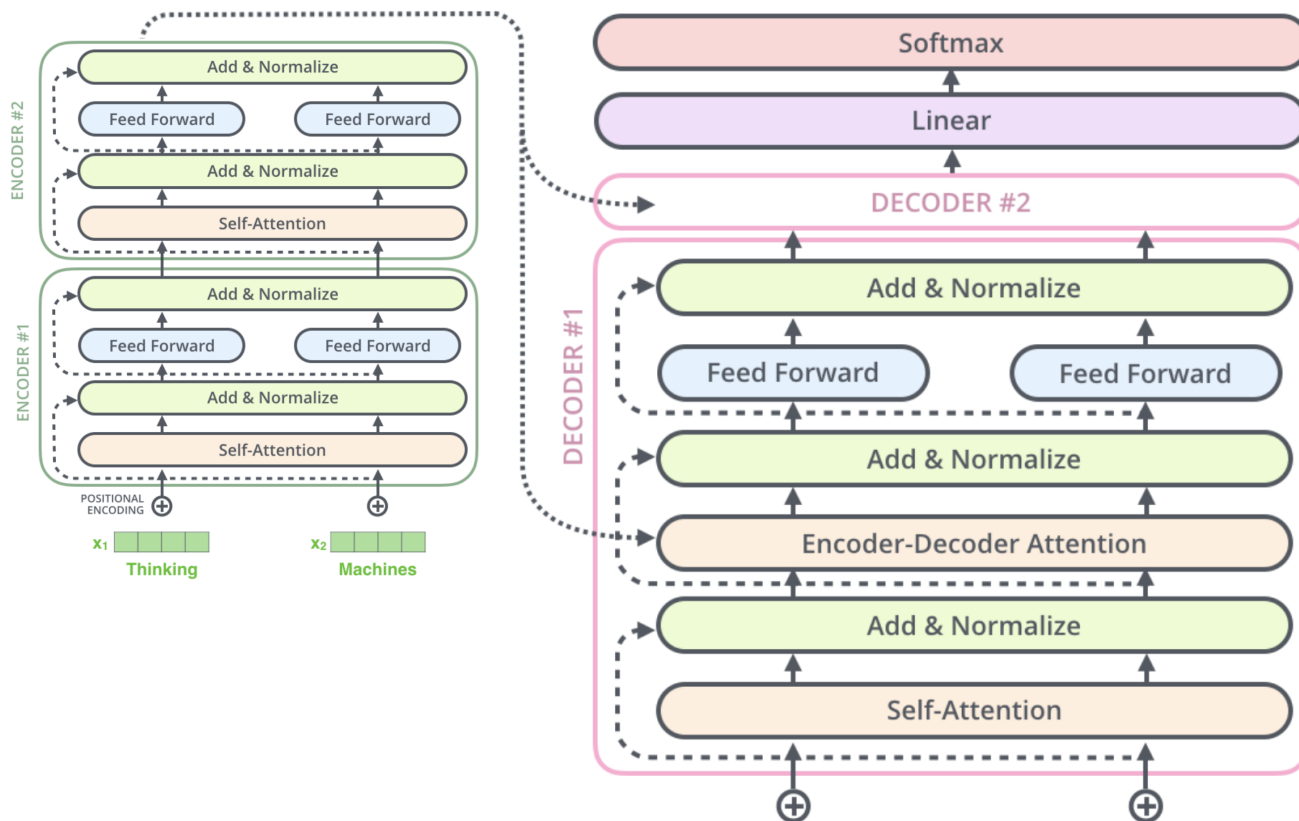 ENCODER #2
Add & Normalize
Feed Forward
Feed Forward
Add & Normalize
Self-Attention
ENCODER #1
Add & Normalize
Feed Forward
Feed Forward
Add & Normalize
Self-Attention
POSITIONAL
ENCODING
x₁
x₂
Thinking
Machines
Softmax
Linear
DECODER #2
DECODER #1
Add & Normalize
Feed Forward
Feed Forward
Add & Normalize
Encoder-Decoder Attention
Add & Normalize
Self-Attention